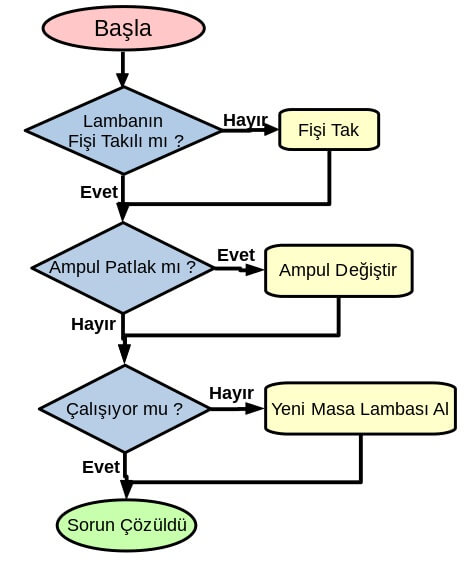 Başla
Lambanın
Fişi Takılı mı ?
Hayır
Fişi Tak
Evet
Ampul Patlak mı ?
Evet
Ampul Değiştir
Hayır
Çalışıyor mu ?
Hayır
Yeni Masa Lambası Al
Evet
Sorun Çözüldü